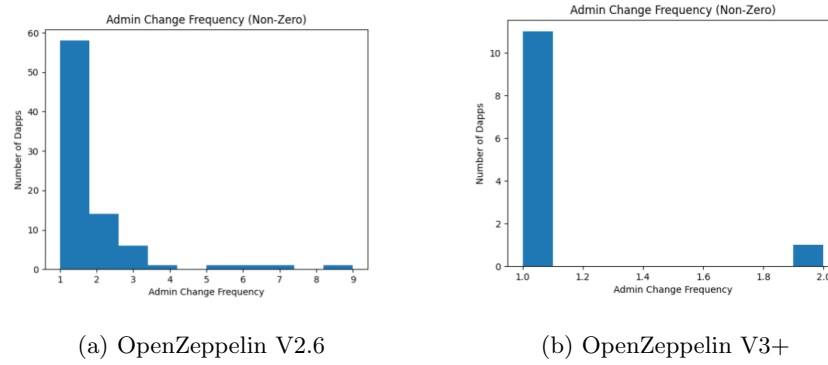 Admin Change Frequency (Non-Zero)
60
50
40
30
20
10
0
Number of Dapps
1 2 3 4 5 6 7 8 9
Admin Change Frequency
(a) OpenZeppelin V2.6
Admin Change Frequency (Non-Zero)
10
8
6
4
2
0
Number of Dapps
1.0 1.2 1.4 1.6 1.8 2.0
Admin Change Frequency
(b) OpenZeppelin V3+